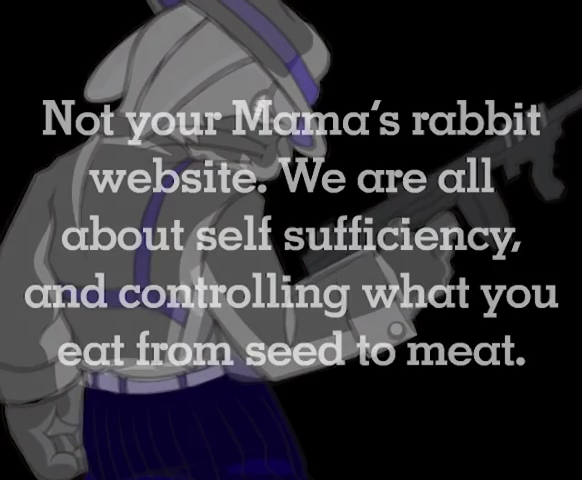 Not your Mama's rabbit
website. We are all
about self sufficiency,
and controlling what you
eat from seed to meat.